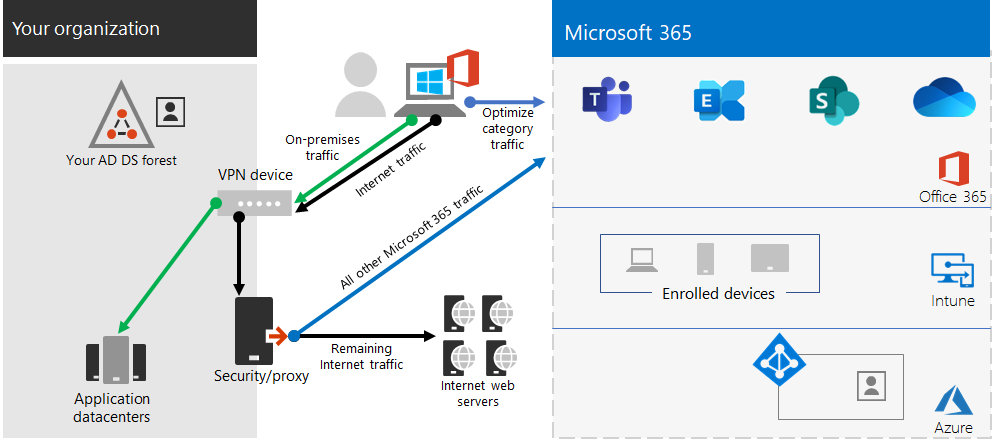 Your organization
Microsoft 365
Your AD DS forest
VPN device
On-premises
traffic
Internet traffic
Optimize
category
traffic
All other Microsoft 365 traffic
T
E
S
Office 365
Enrolled devices
Intune
Application
datacenters
Security/proxy
Remaining
Internet traffic
Internet web
servers
Azure